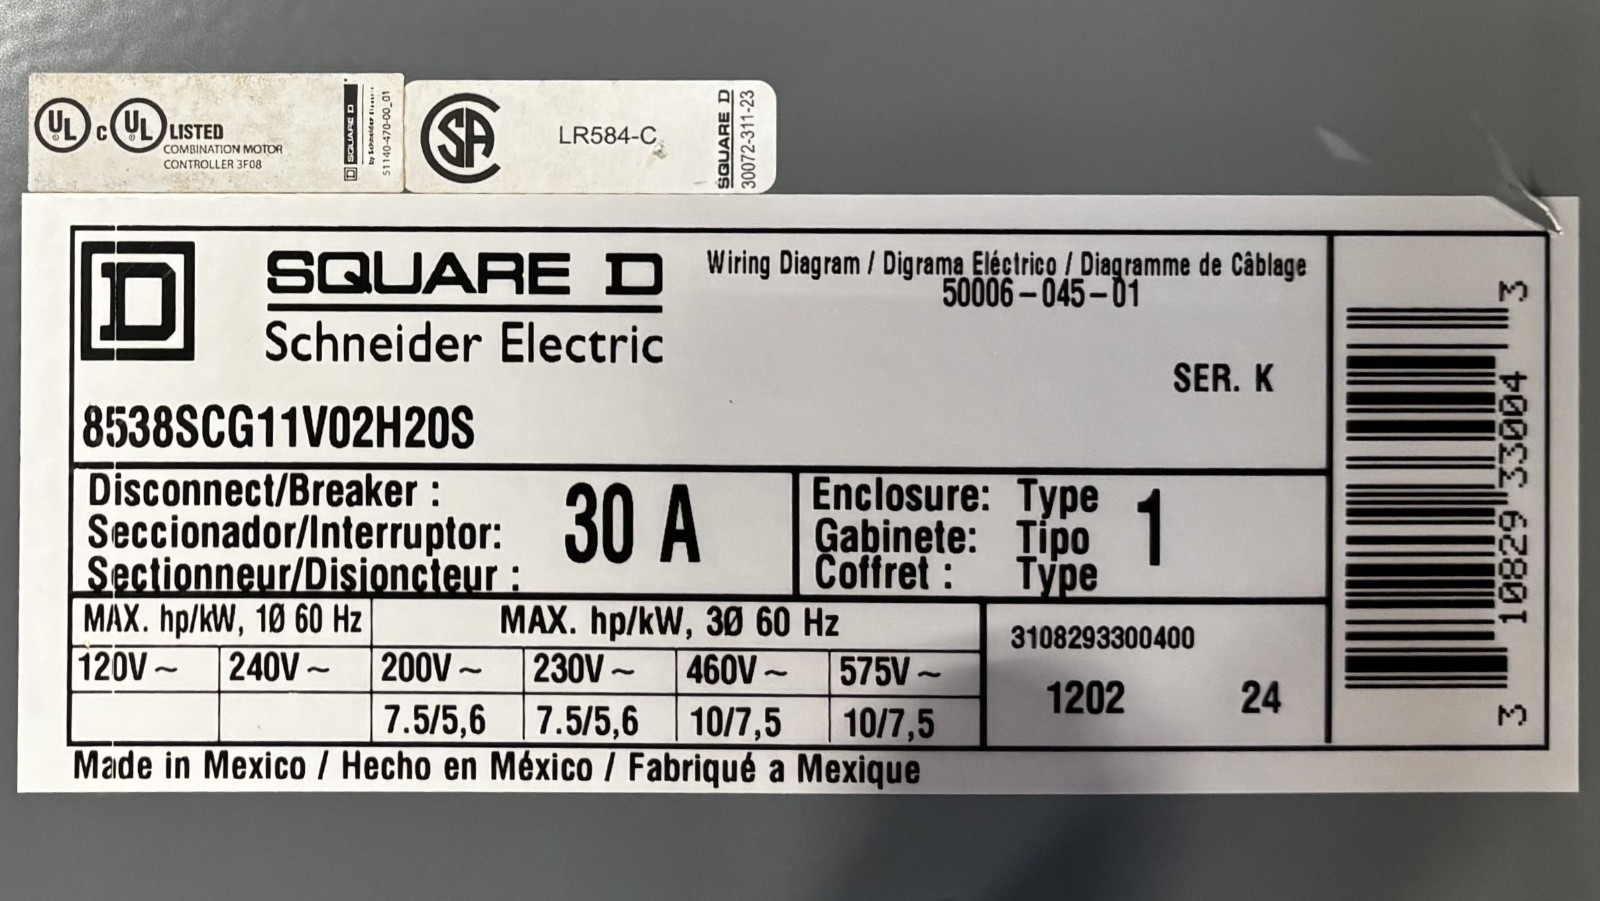 UL c UL LISTED
COMBINATION MOTOR
CONTROLLER 3F08
D SQUARE D
by Schneider Electric
51140-470-00_01
SA
LR584-C
SQUARE D
30072-311-23
D
SQUARE D
Schneider Electric
Wiring Diagram / Digrama Eléctrico / Diagramme de Câblage
50006-045-01
SER. K
8538SCG11V02H20S
Disconnect/Breaker :
Seccionador/Interruptor:
Sectionneur/Disjoncteur :
30 A
Enclosure: Type
Gabinete: Tipo
Coffret : Type
1
MAX. hp/kW, 1Ø 60 Hz
MAX. hp/kW, 3Ø 60 Hz
120V~ 240V~ 200V~ 230V~ 460V~ 575V~
7.5/5,6 7.5/5,6 10/7,5 10/7,5
3108293300400
1202 24
3 10829 33004 3
Made in Mexico / Hecho en México / Fabriqué a Mexique